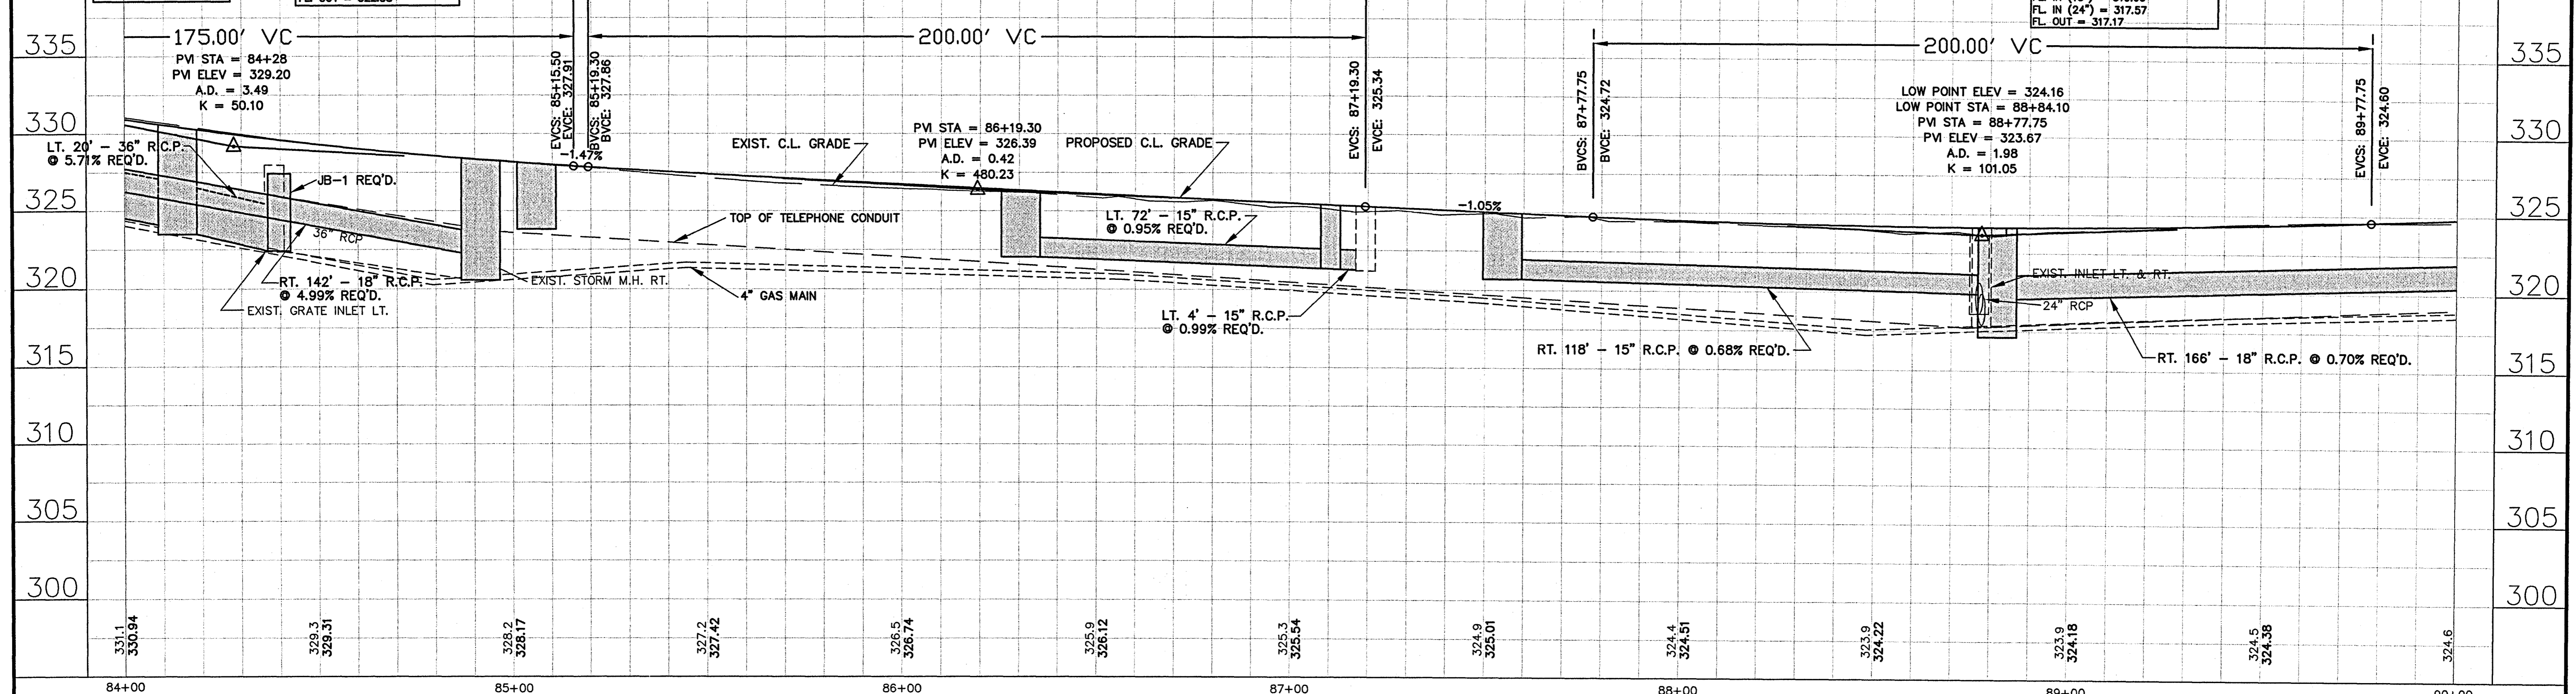 FL. IN (24") = 317.57
FL. OUT = 317.17
175.00' VC
200.00' VC
200.00' VC
PVI STA = 84+28
PVI ELEV = 329.20
A.D. = 3.49
K = 50.10
EVCS: 85+15.50
EVCE: 327.91
BVCS: 85+19.30
BVCE: 327.86
EVCS: 87+19.30
EVCE: 325.34
BVCS: 87+77.75
BVCE: 324.72
EVCS: 89+77.75
EVCE: 324.60
LOW POINT ELEV = 324.16
LOW POINT STA = 88+84.10
PVI STA = 88+77.75
PVI ELEV = 323.67
A.D. = 1.98
K = 101.05
PVI STA = 86+19.30
PVI ELEV = 326.39
A.D. = 0.42
K = 480.23
335
330
325
320
315
310
305
300
335
330
325
320
315
310
305
300
LT. 20' - 36" R.C.P.
@ 5.71% REQ'D.
JB-1 REQ'D.
36" RCP
RT. 142' - 18" R.C.P.
@ 4.99% REQ'D.
EXIST. GRATE INLET LT.
-1.47%
EXIST. C.L. GRADE
PROPOSED C.L. GRADE
TOP OF TELEPHONE CONDUIT
EXIST. STORM M.H. RT.
4" GAS MAIN
LT. 72' - 15" R.C.P.
@ 0.95% REQ'D.
LT. 4' - 15" R.C.P.
@ 0.99% REQ'D.
-1.05%
RT. 118' - 15" R.C.P. @ 0.68% REQ'D.
EXIST. INLET LT. & RT.
24" RCP
RT. 166' - 18" R.C.P. @ 0.70% REQ'D.
331.1
330.94
329.3
329.31
328.2
328.17
327.2
327.42
326.5
326.74
325.9
326.12
325.3
325.54
324.9
325.01
324.4
324.51
323.9
324.22
323.9
324.18
324.5
324.38
324.6
84+00
85+00
86+00
87+00
88+00
89+00